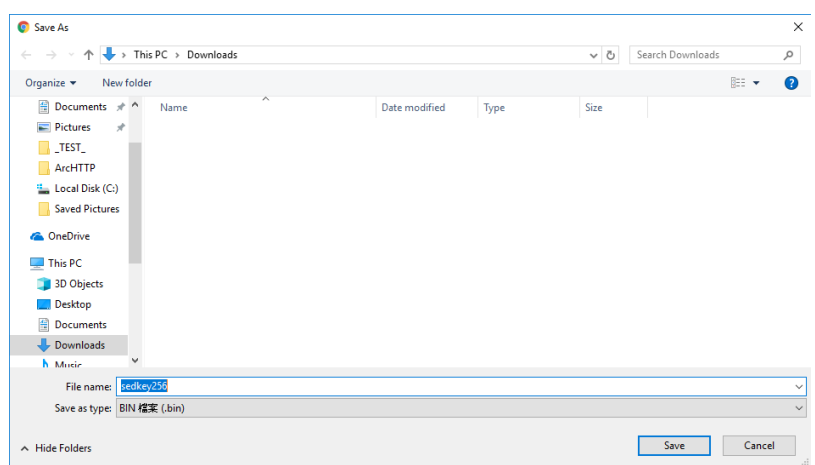 Save As
This PC > Downloads
Search Downloads
Organize
New folder
Name
Date modified
Type
Size
Documents
Pictures
_TEST_
ArcHTTP
Local Disk (C:)
Saved Pictures
OneDrive
This PC
3D Objects
Desktop
Documents
Downloads
Music
File name: sedkey256
Save as type: BIN 檔案 (.bin)
Hide Folders
Save
Cancel